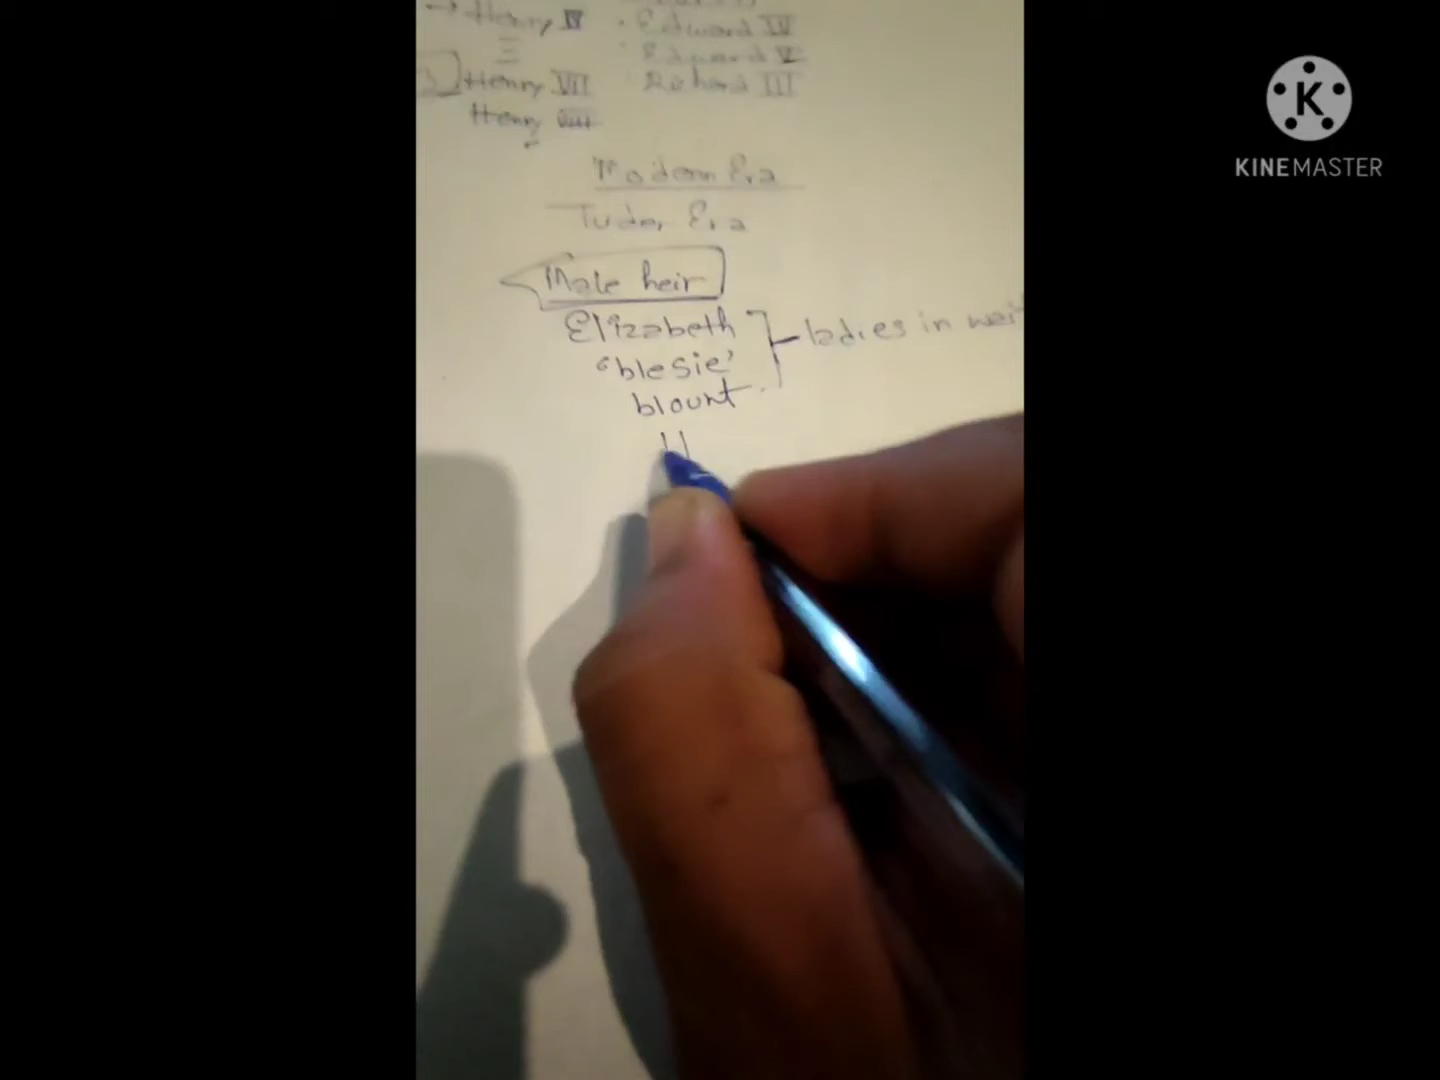 → Henry V
· Edward IV
· Edward V
3 Henry VII
· Richard III
Henry VIII
Modern Era
Tudor Era
Male heir
Elizabeth
'blesie'
blount
ladies in wai
K
KINEMASTER